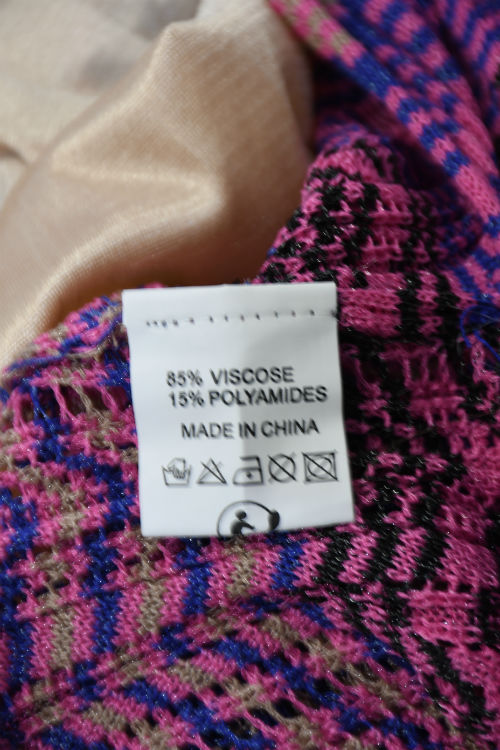 85% VISCOSE
15% POLYAMIDES
MADE IN CHINA